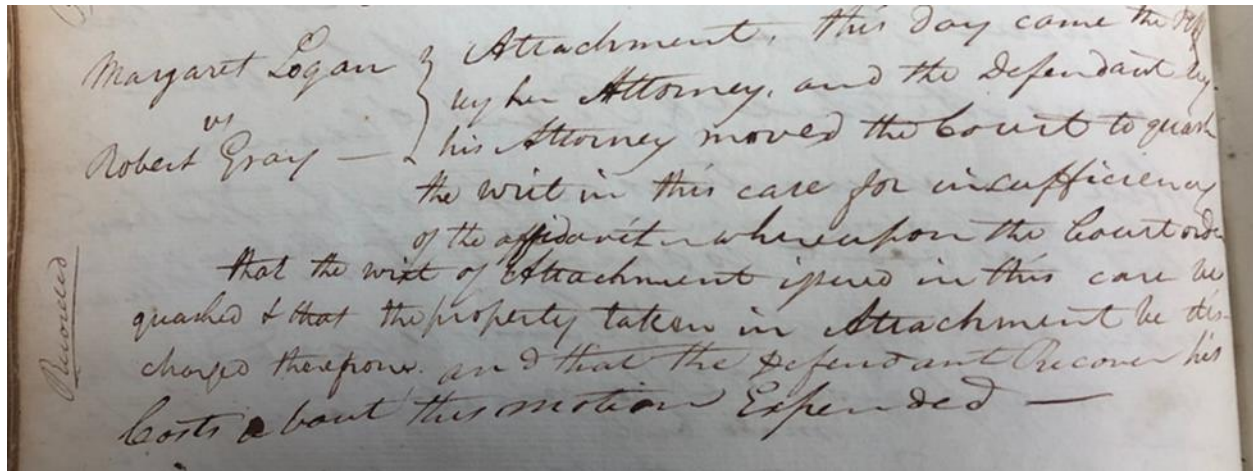 Margaret Logan } Attachment, this day came the Plff
vs by her Attorney, and the Defendant by
Robert Gray — his Attorney moved the Court to quash
the writ in this case for insufficiency
of the affidavit whereupon the Court order
that the writ of Attachment issued in this case be
quashed & that the property taken in Attachment be dis-
charged therefrom. and that the Defendant Recover his
Costs about this motion Expended —
Recorded